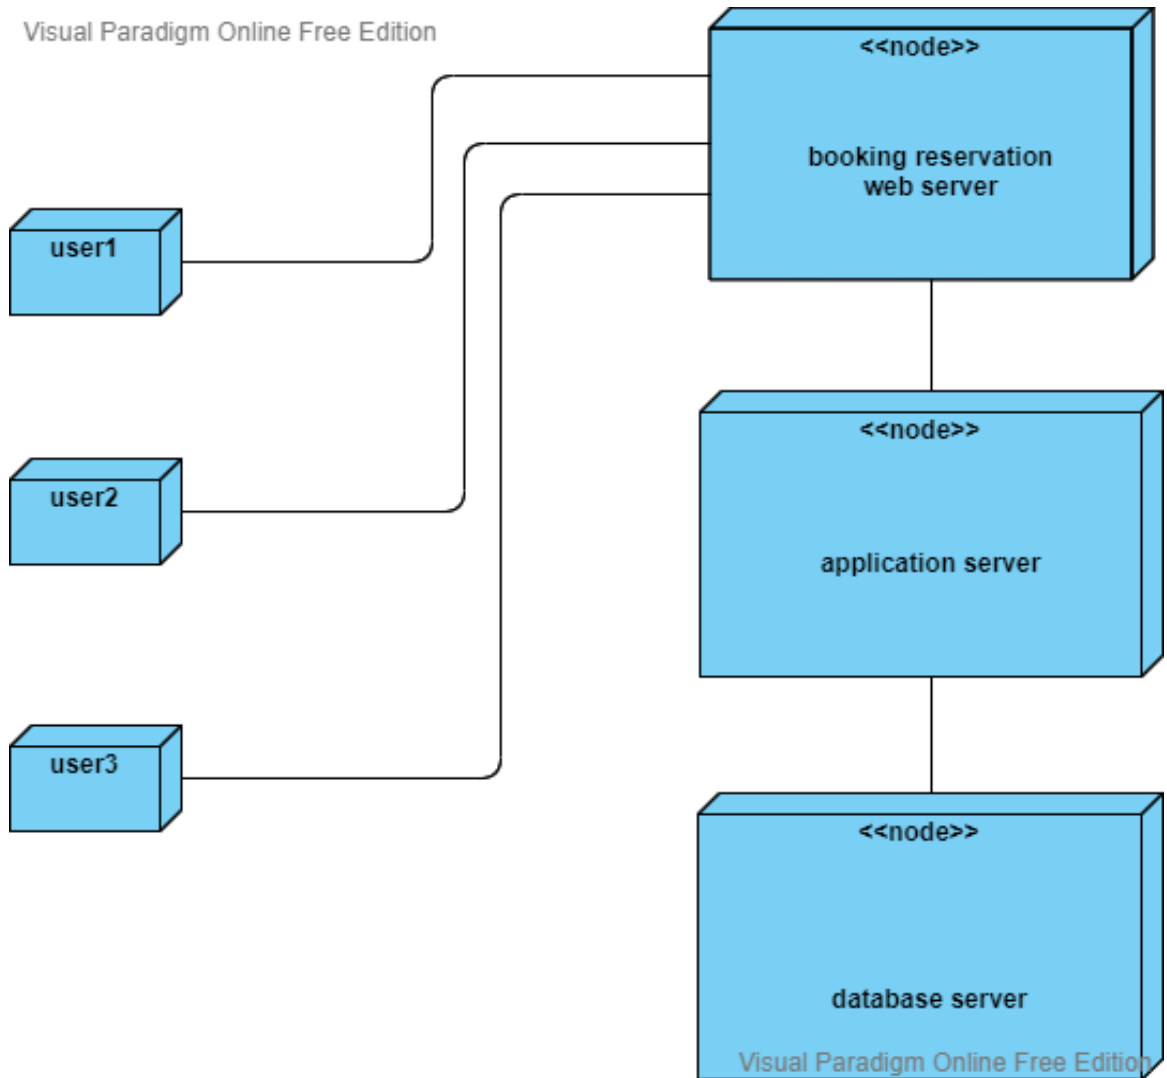 Visual Paradigm Online Free Edition
<<node>>
booking reservation
web server
user1
<<node>>
user2
application server
user3
<<node>>
database server
Visual Paradigm Online Free Edition